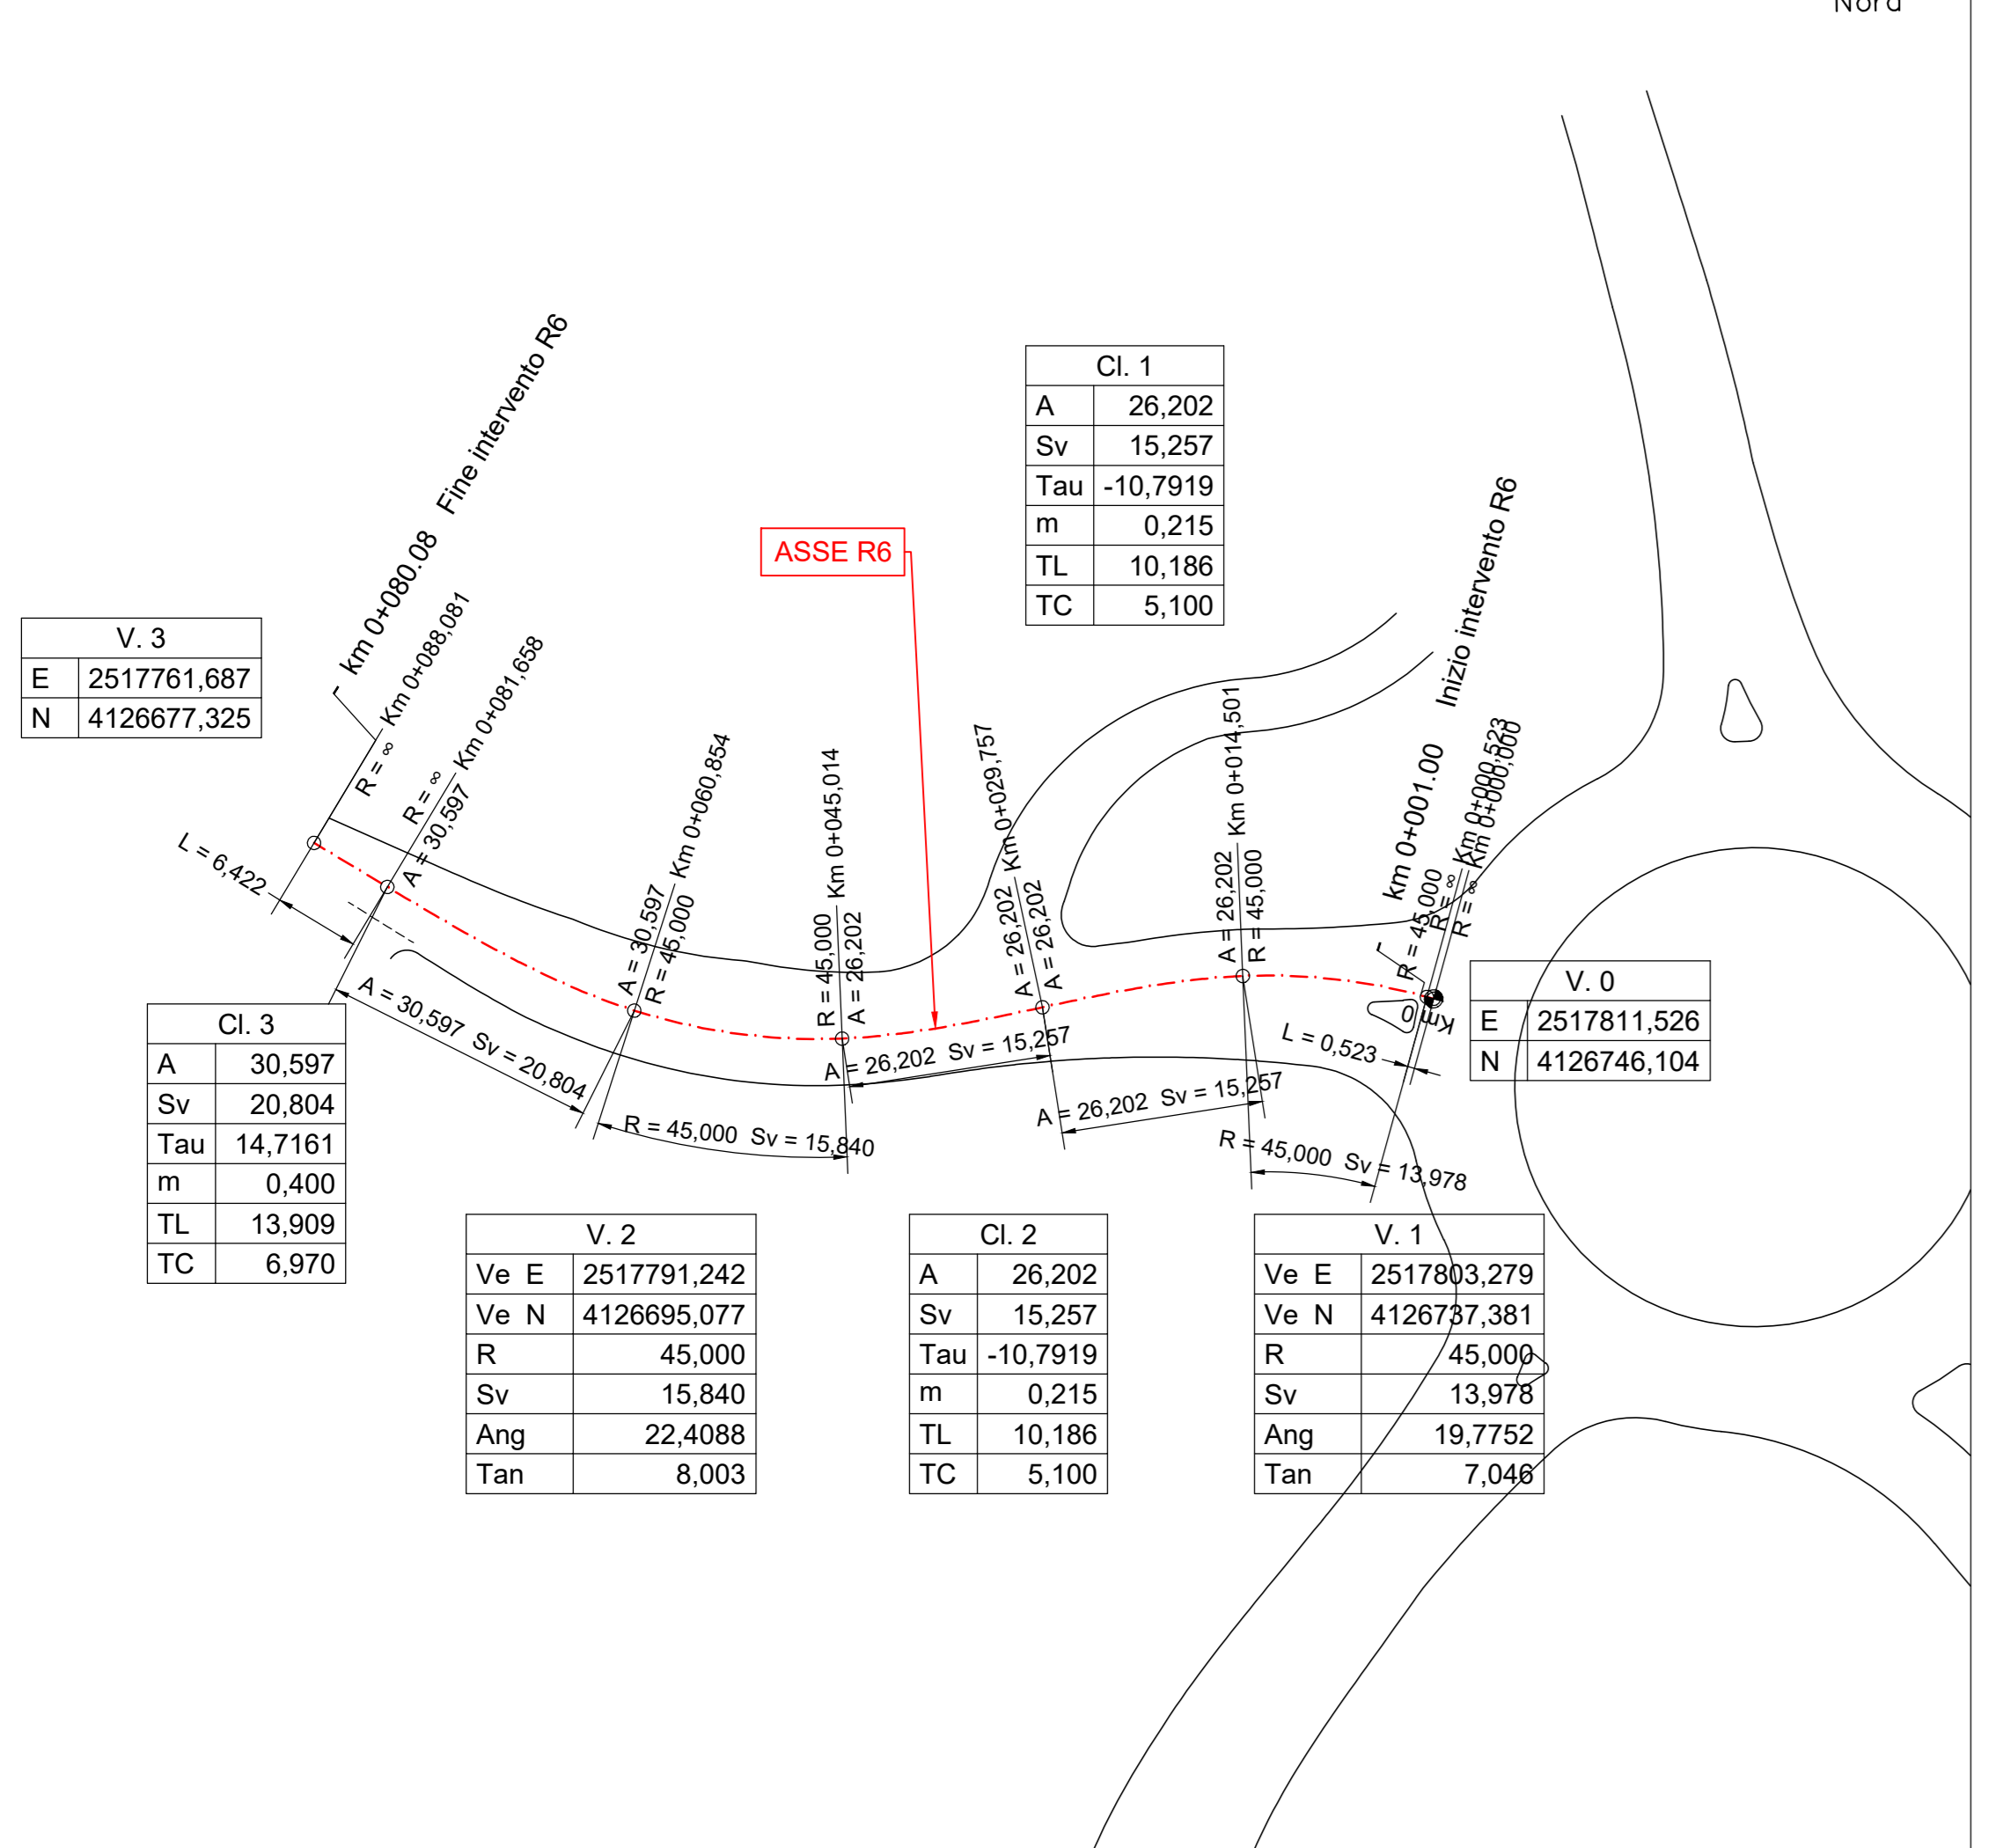 Nord
km 0+080.08 Fine intervento R6
R = ∞ Km 0+088,081
R = ∞ Km 0+081,658
A = 30,597
L = 6,422
V. 3
E 2517761,687
N 4126677,325
ASSE R6
Cl. 1
A 26,202
Sv 15,257
Tau -10,7919
m 0,215
TL 10,186
TC 5,100
A = 30,597 Km 0+060,854
R = 45,000
R = 45,000 Km 0+045,014
A = 26,202
A = 26,202 Km 0+029,757
A = 26,202
A = 26,202 Km 0+014,501
R = 45,000
km 0+001.00 Inizio intervento R6
R = 45,000
R = ∞ Km 0+000,523
R = ∞ Km 0+000,000
Km 0
V. 0
E 2517811,526
N 4126746,104
L = 0,523
A = 30,597 Sv = 20,804
R = 45,000 Sv = 15,840
A = 26,202 Sv = 15,257
A = 26,202 Sv = 15,257
R = 45,000 Sv = 13,978
Cl. 3
A 30,597
Sv 20,804
Tau 14,7161
m 0,400
TL 13,909
TC 6,970
V. 2
Ve E 2517791,242
Ve N 4126695,077
R 45,000
Sv 15,840
Ang 22,4088
Tan 8,003
Cl. 2
A 26,202
Sv 15,257
Tau -10,7919
m 0,215
TL 10,186
TC 5,100
V. 1
Ve E 2517803,279
Ve N 4126737,381
R 45,000
Sv 13,978
Ang 19,7752
Tan 7,046